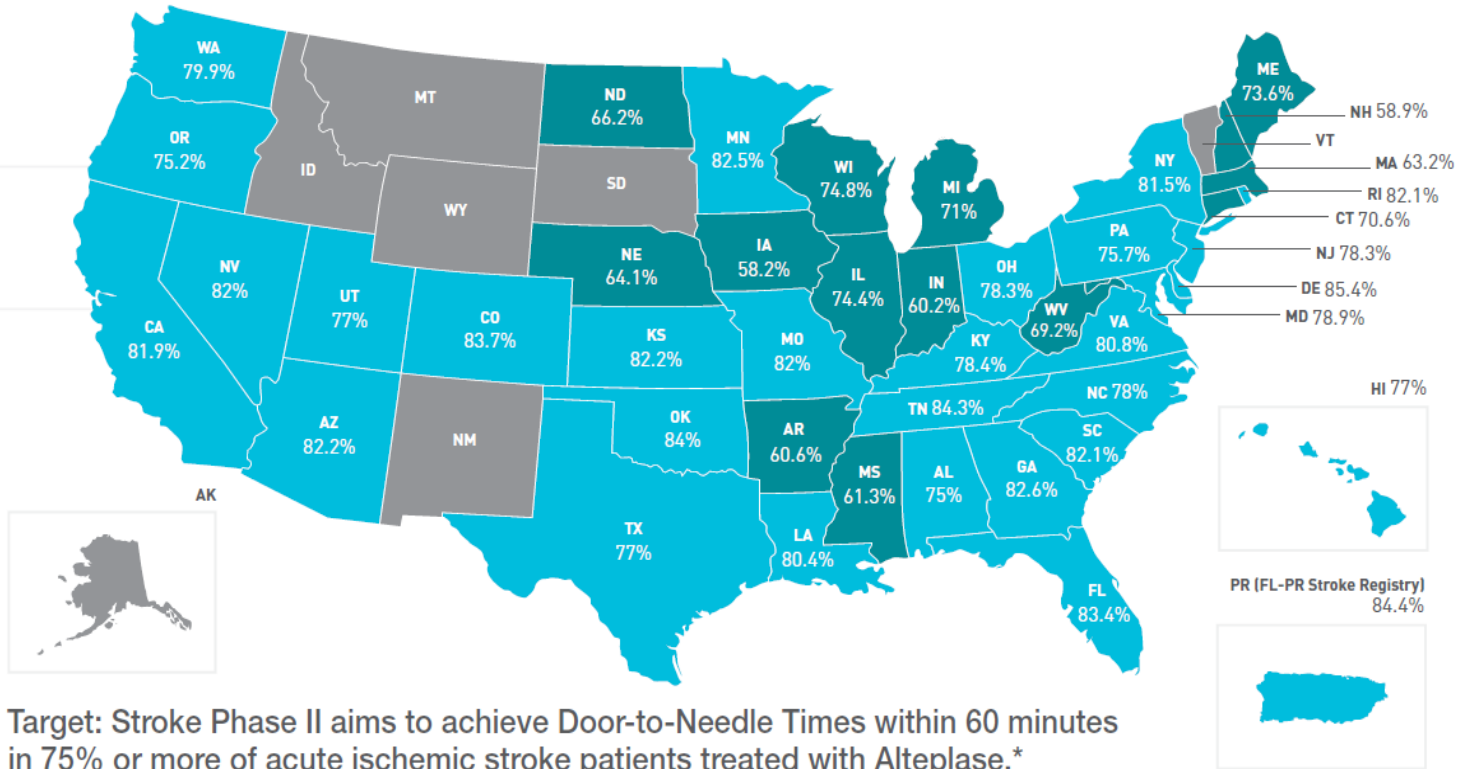 WA
79.9%
MT
ND
66.2%
ME
73.6%
NH 58.9%
VT
OR
75.2%
ID
MN
82.5%
WI
74.8%
MI
71%
NY
81.5%
MA 63.2%
RI 82.1%
CT 70.6%
SD
WY
PA
75.7%
NJ 78.3%
NE
64.1%
IA
58.2%
IL
74.4%
IN
60.2%
OH
78.3%
DE 85.4%
MD 78.9%
NV
82%
UT
77%
CO
83.7%
WV
69.2%
VA
80.8%
CA
81.9%
KS
82.2%
MO
82%
KY
78.4%
HI 77%
NC 78%
TN 84.3%
AZ
82.2%
NM
OK
84%
AR
60.6%
SC
82.1%
MS
61.3%
AL
75%
GA
82.6%
AK
TX
77%
LA
80.4%
FL
83.4%
PR (FL-PR Stroke Registry)
84.4%
Target: Stroke Phase II aims to achieve Door-to-Needle Times within 60 minutes
in 75% or more of acute ischemic stroke patients treated with Alteplase.*